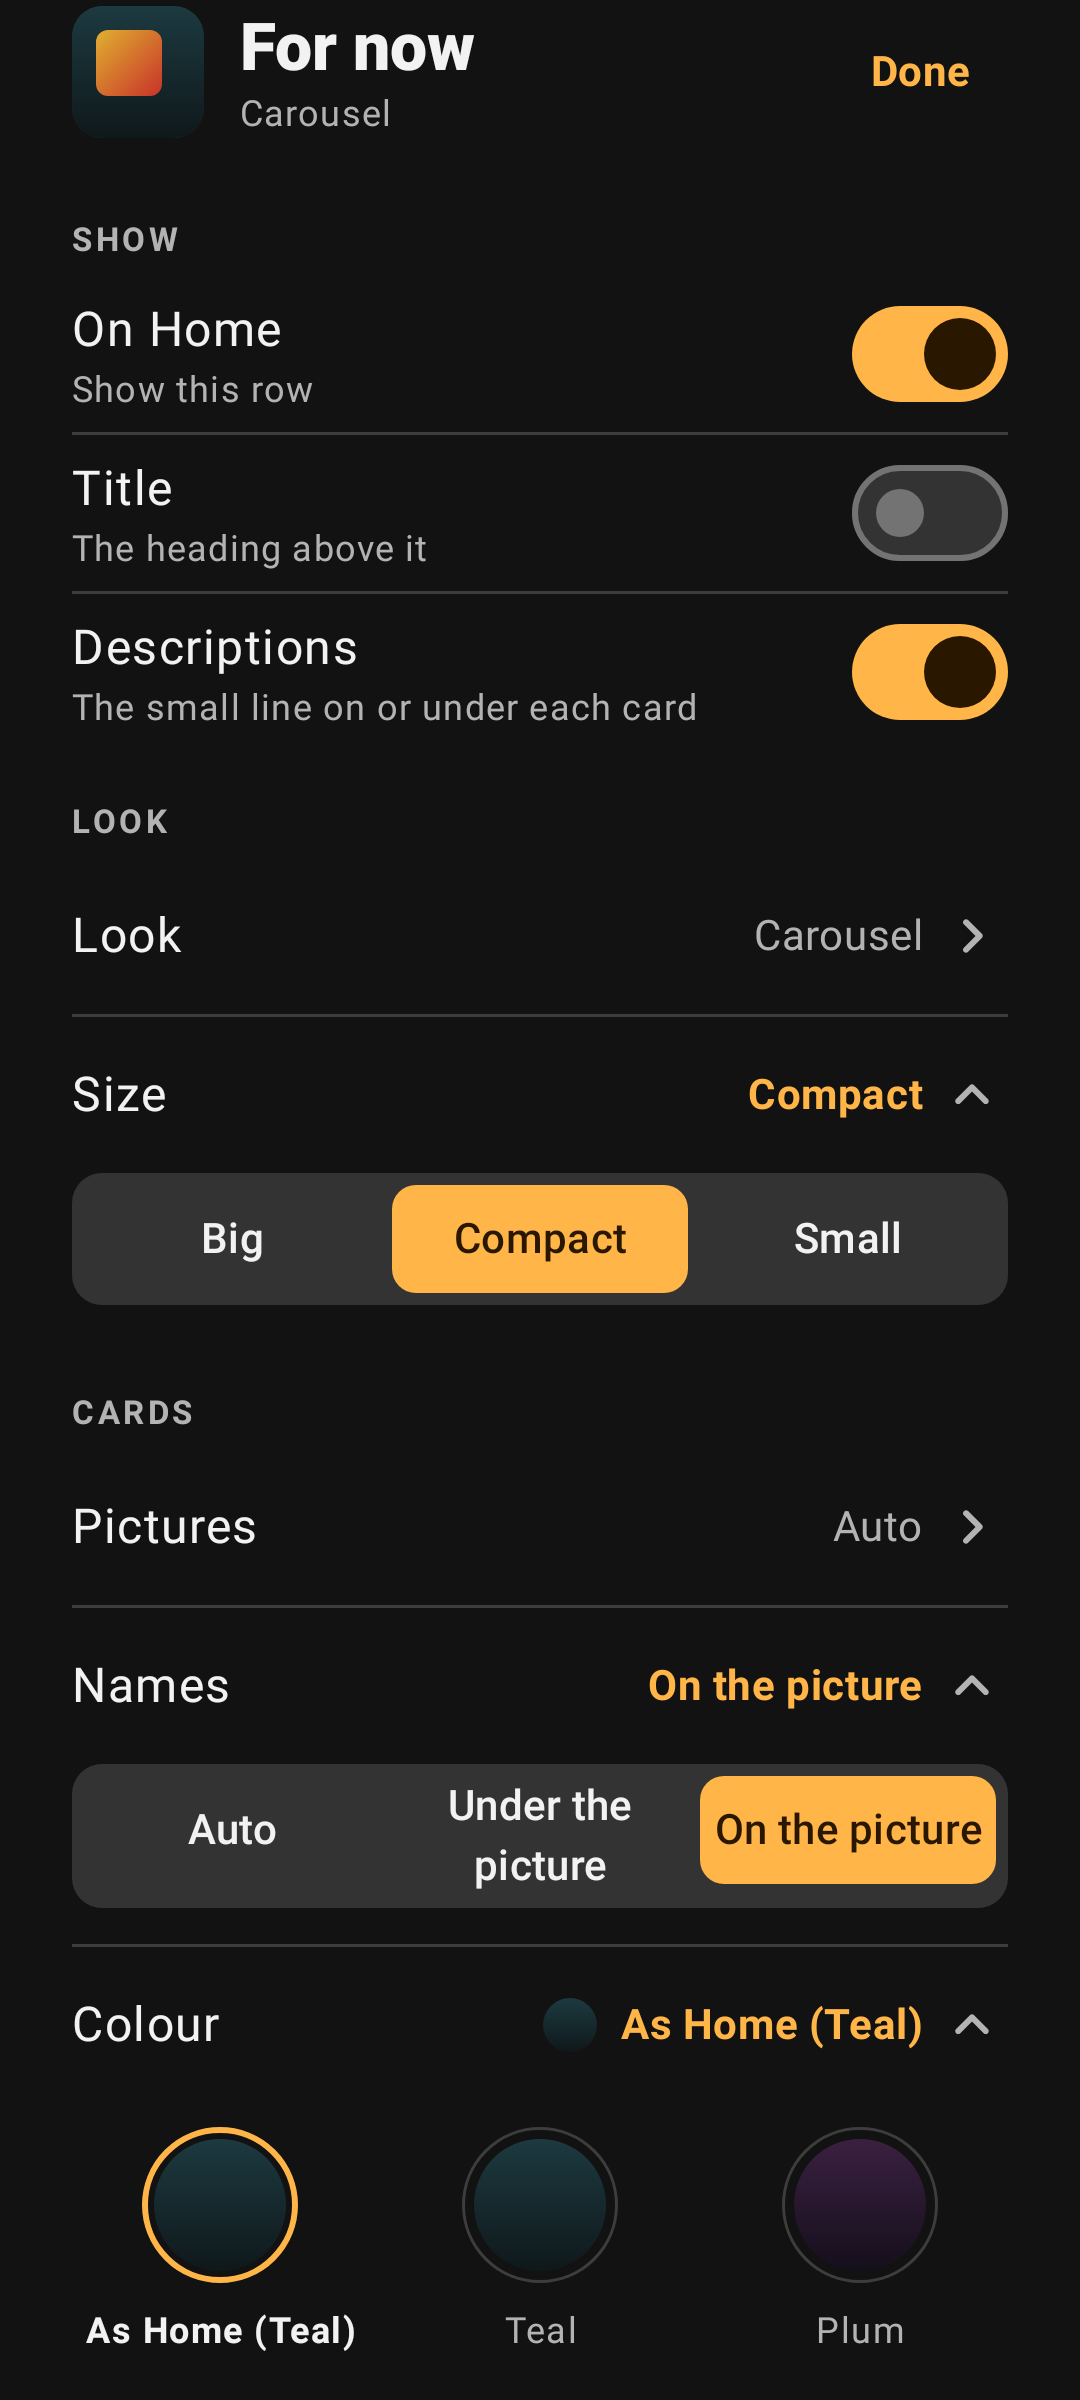 For now
Carousel
Done
SHOW
On Home
Show this row
Title
The heading above it
Descriptions
The small line on or under each card
LOOK
Look
Carousel
Size
Compact
Big
Compact
Small
CARDS
Pictures
Auto
Names
On the picture
Auto
Under the
picture
On the picture
Colour
As Home (Teal)
As Home (Teal)
Teal
Plum